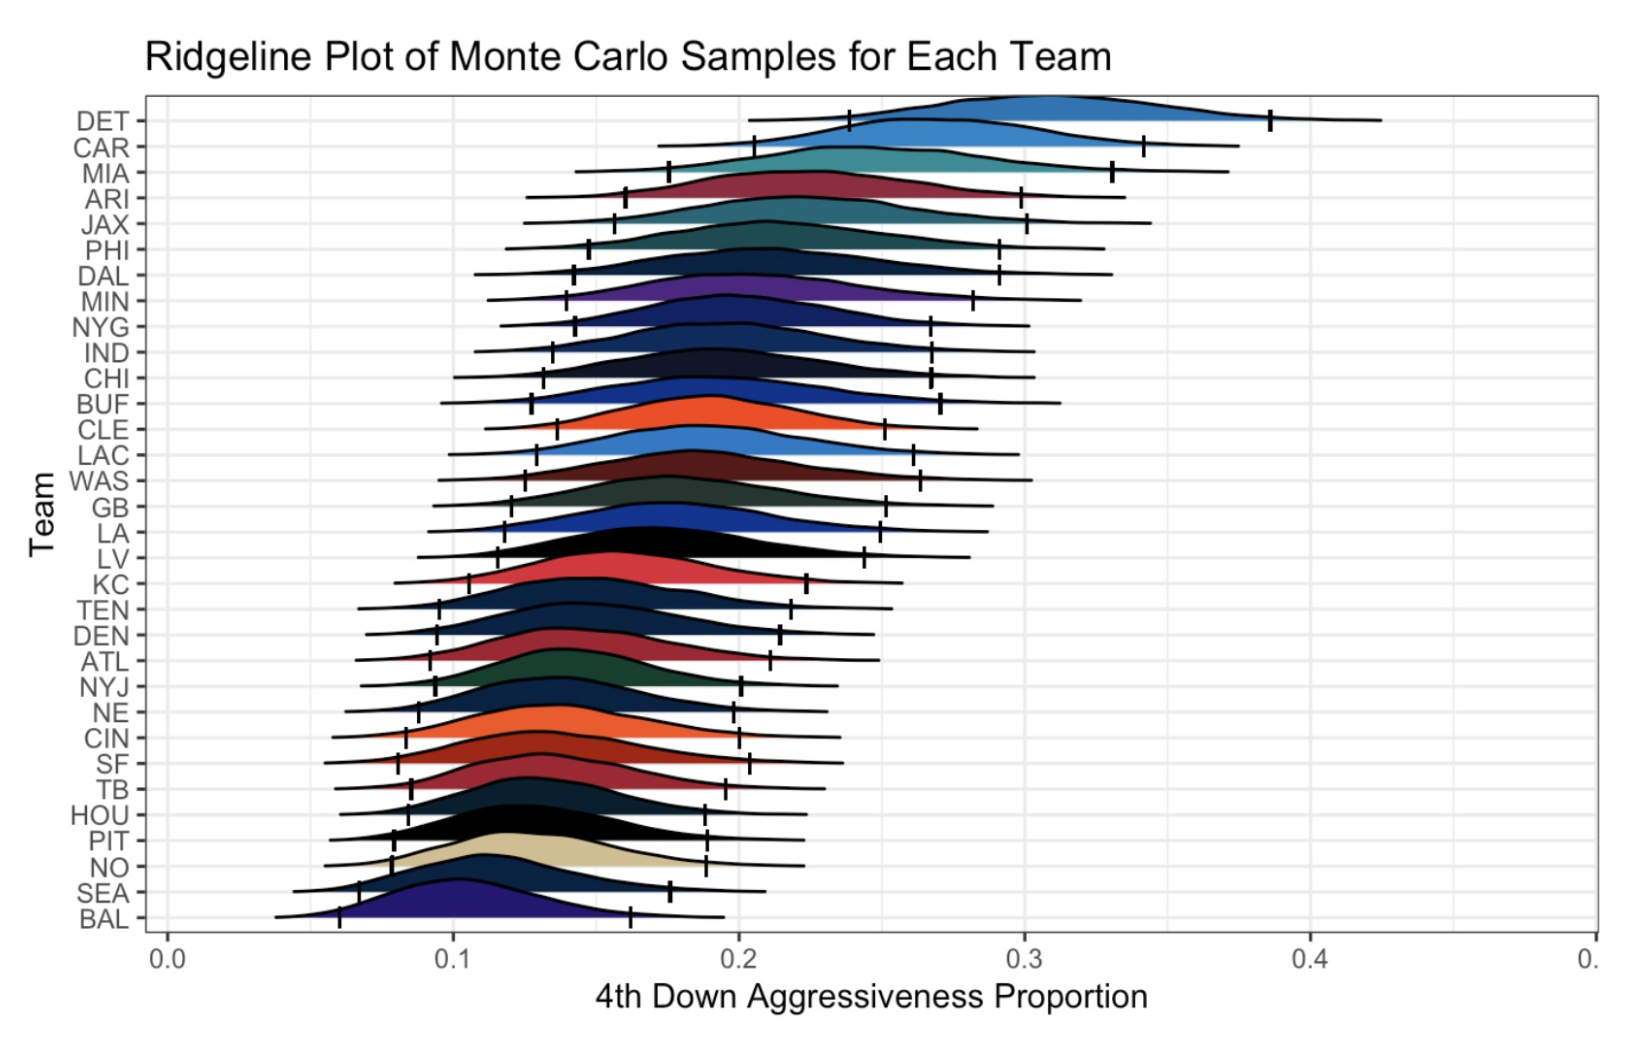 Ridgeline Plot of Monte Carlo Samples for Each Team
DET
CAR
MIA
ARI
JAX
PHI
DAL
MIN
NYG
IND
CHI
BUF
CLE
LAC
WAS
GB
LA
LV
KC
TEN
DEN
ATL
NYJ
NE
CIN
SF
TB
HOU
PIT
NO
SEA
BAL
Team
0.0 0.1 0.2 0.3 0.4 0.
4th Down Aggressiveness Proportion